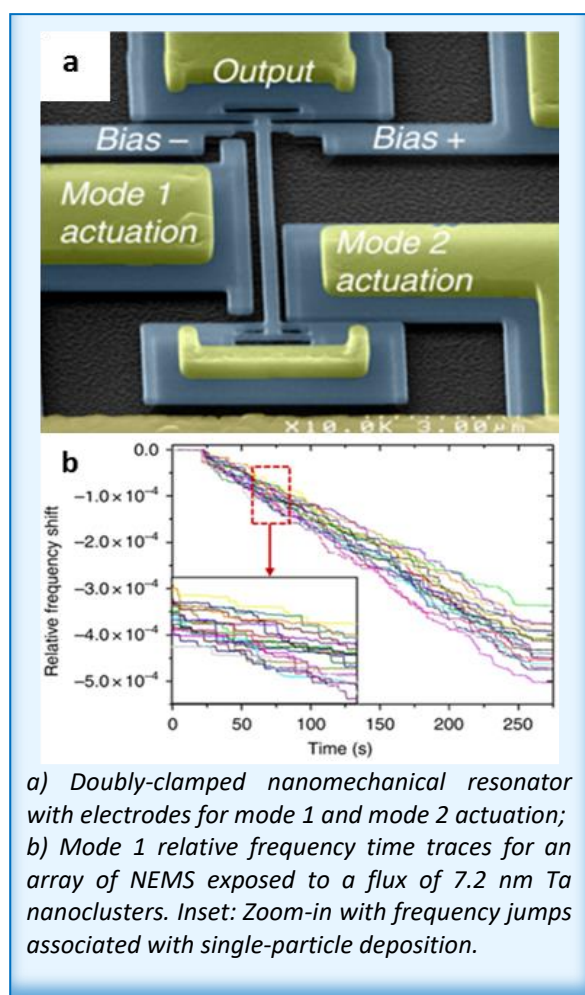 a
Output
Bias –
Bias +
Mode 1
actuation
Mode 2
actuation
X10.0K 3.00µm
b
0.0
−1.0 × 10⁻⁴
−2.0 × 10⁻⁴
−3.0 × 10⁻⁴
−4.0 × 10⁻⁴
−5.0 × 10⁻⁴
Relative frequency shift
0 50 100 150 200 250
Time (s)
a) Doubly-clamped nanomechanical resonator
with electrodes for mode 1 and mode 2 actuation;
b) Mode 1 relative frequency time traces for an
array of NEMS exposed to a flux of 7.2 nm Ta
nanoclusters. Inset: Zoom-in with frequency jumps
associated with single-particle deposition.